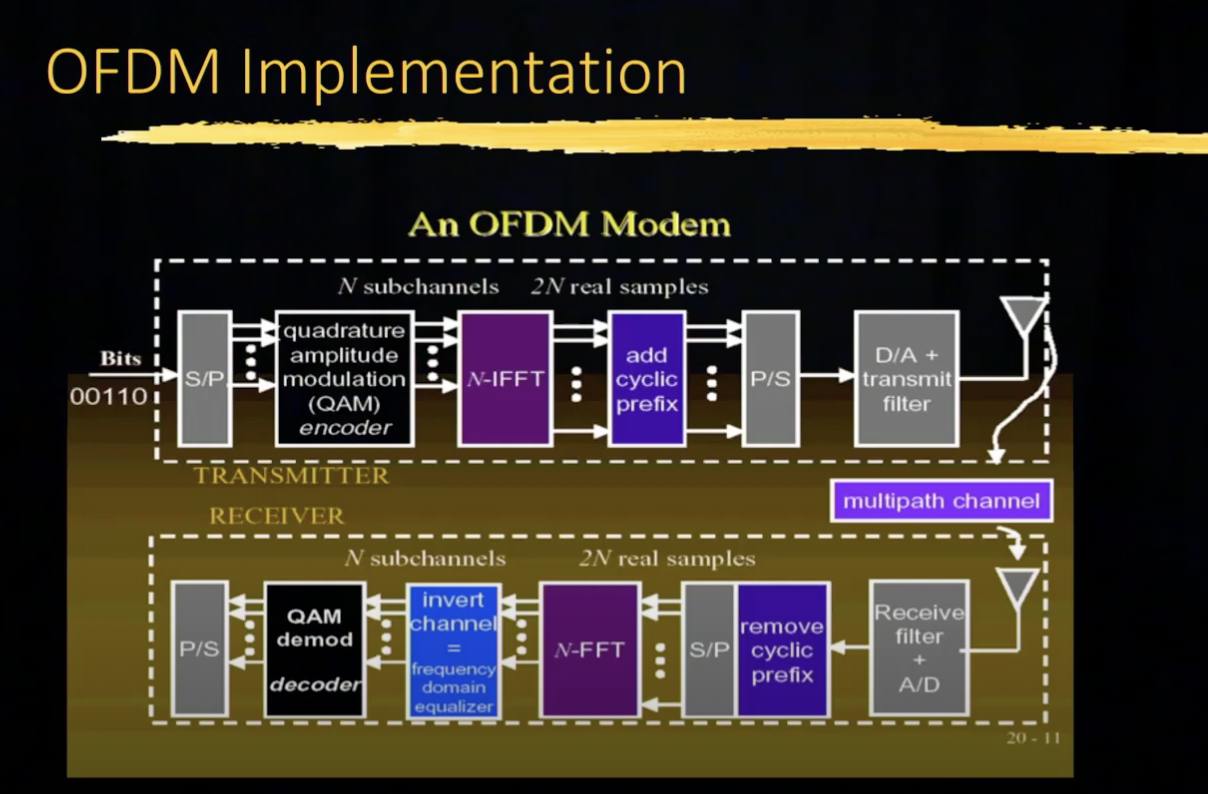 OFDM Implementation
An OFDM Modem
N subchannels 2N real samples
Bits
00110
S/P
quadrature
amplitude
modulation
(QAM)
encoder
N-IFFT
add
cyclic
prefix
P/S
D/A +
transmit
filter
TRANSMITTER
multipath channel
RECEIVER
N subchannels 2N real samples
P/S
QAM
demod
decoder
invert
channel
=
frequency
domain
equalizer
N-FFT
S/P
remove
cyclic
prefix
Receive
filter
+
A/D
20 - 11